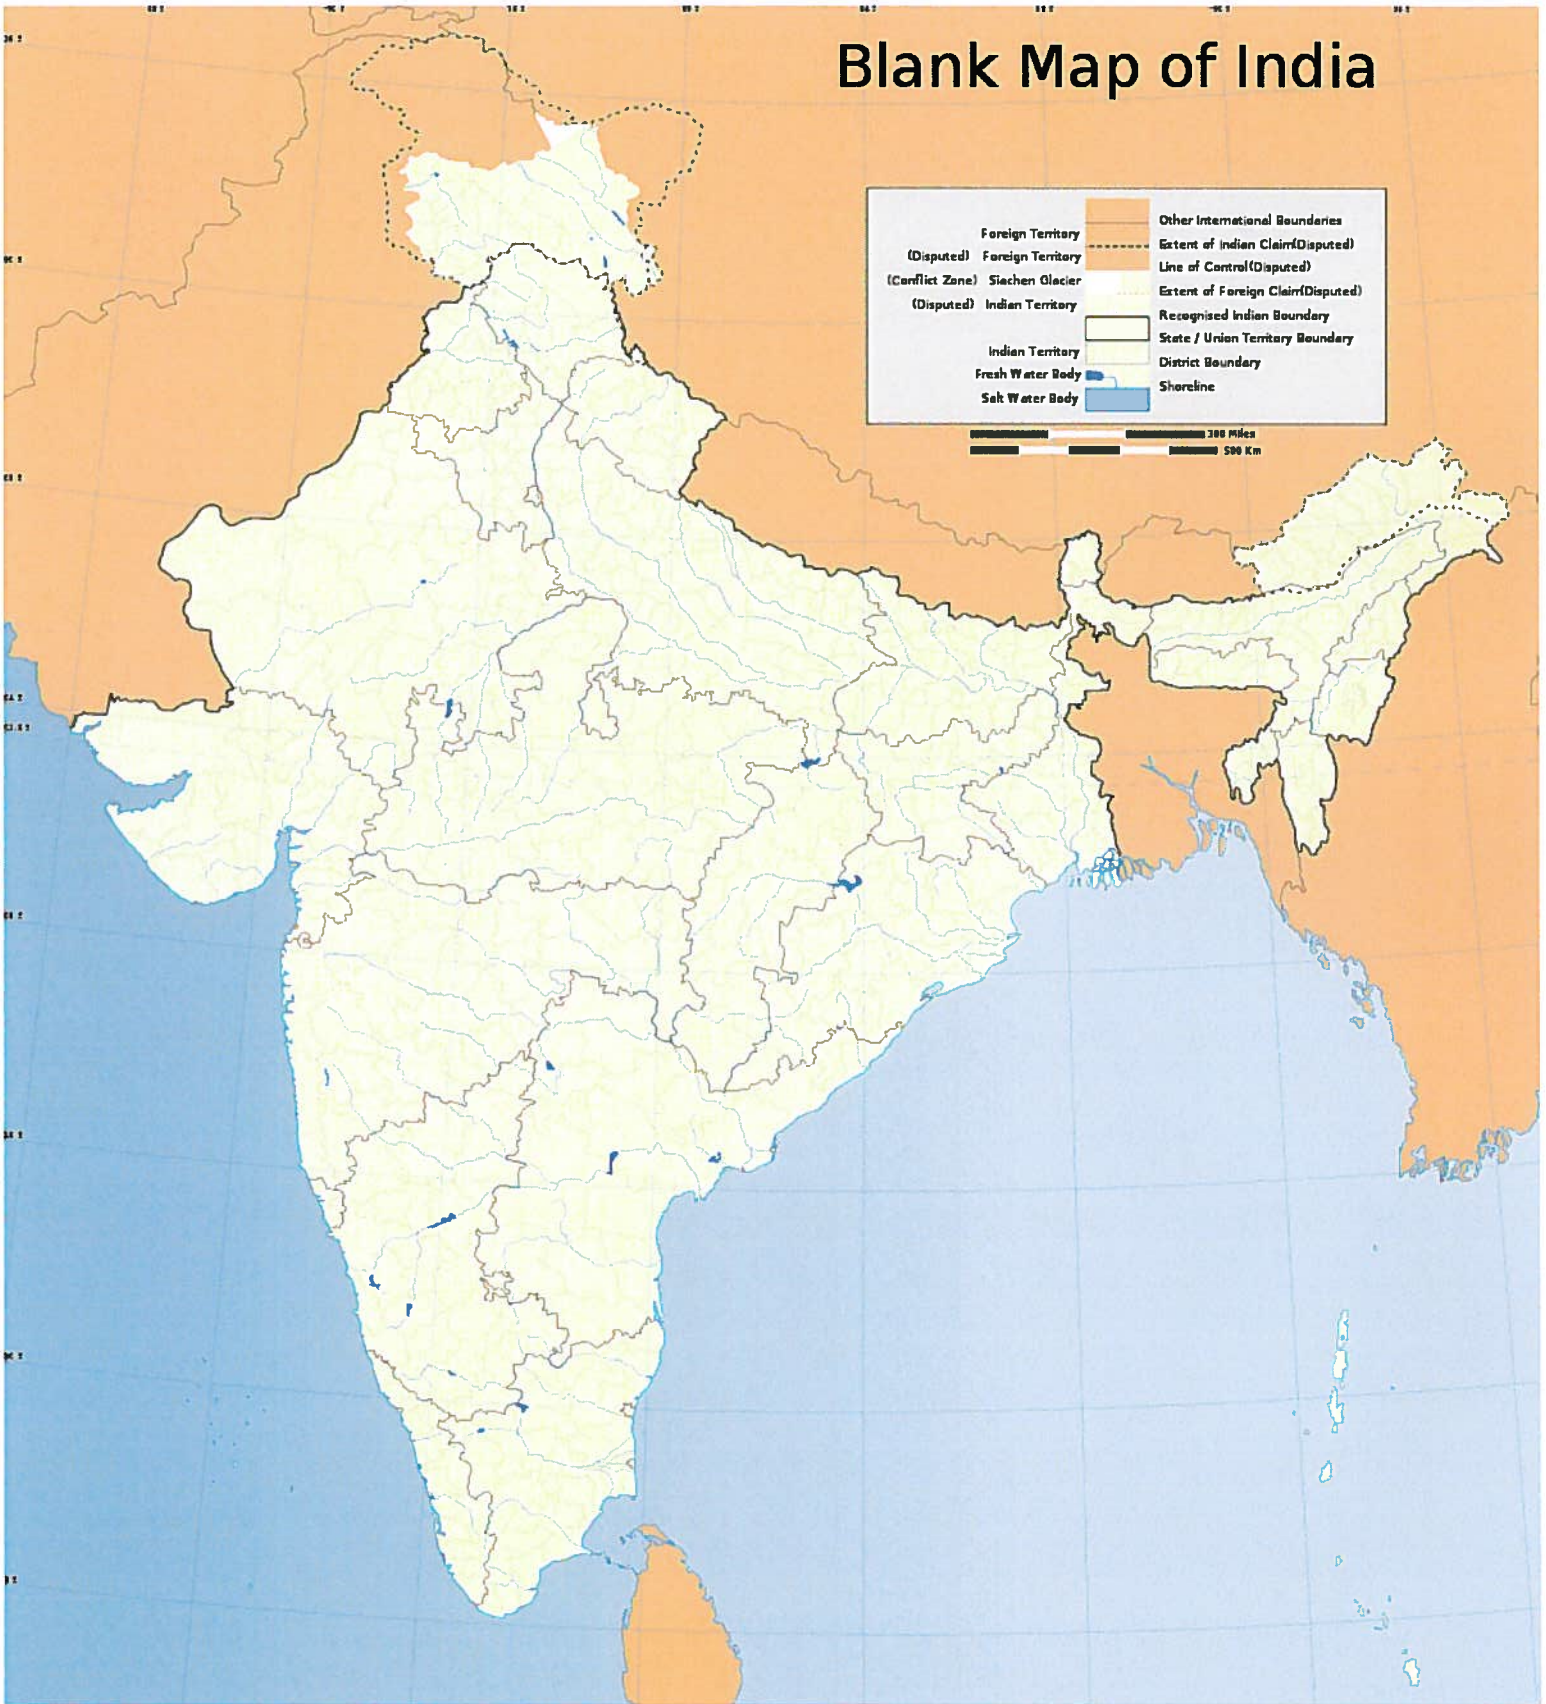 Blank Map of India
Foreign Territory
(Disputed) Foreign Territory
(Conflict Zone) Siachen Glacier
(Disputed) Indian Territory
Indian Territory
Fresh Water Body
Salt Water Body
Other International Boundaries
Extent of Indian Claim(Disputed)
Line of Control(Disputed)
Extent of Foreign Claim(Disputed)
Recognised Indian Boundary
State / Union Territory Boundary
District Boundary
Shoreline
300 Miles
500 Km